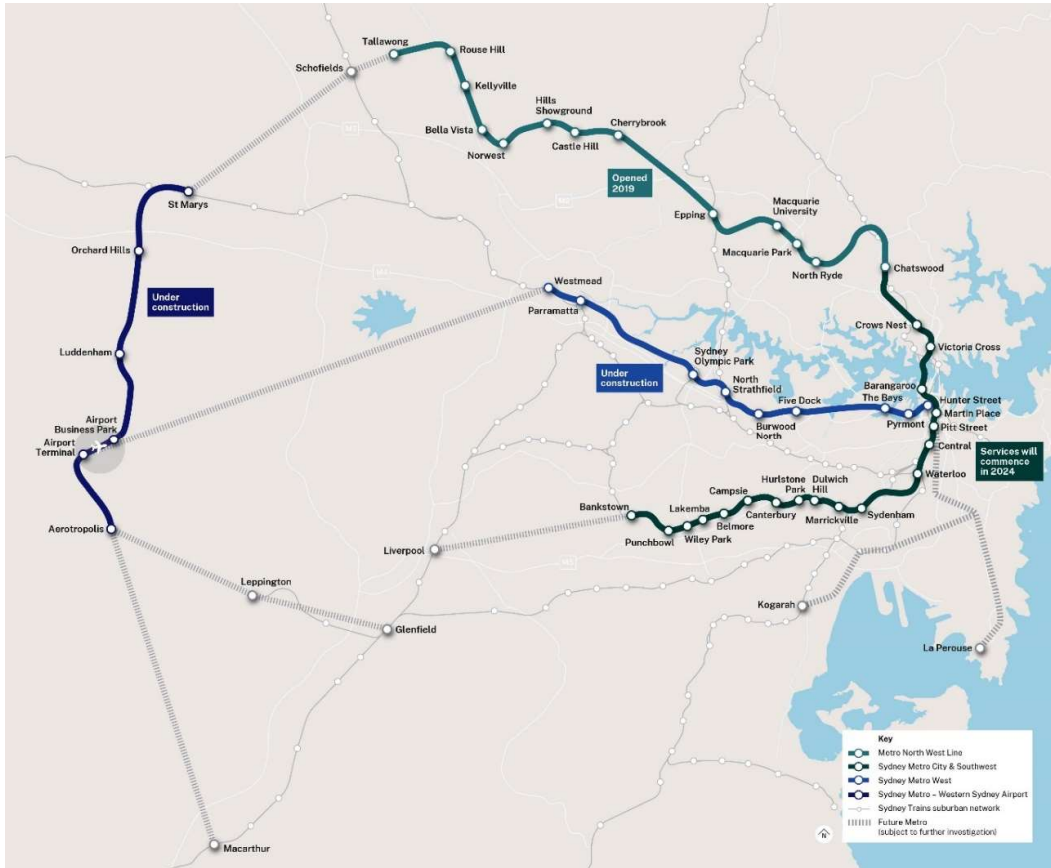 Tallawong
Rouse Hill
Schofields
Kellyville
Hills
Showground
Cherrybrook
Bella Vista
Norwest
Castle Hill
M7
Opened
2019
M2
St Marys
Macquarie
University
Epping
Orchard Hills
Macquarie Park
North Ryde
Chatswood
M4
Westmead
Under
construction
Parramatta
Crows Nest
Luddenham
Victoria Cross
Sydney
Olympic Park
Under
construction
North
Strathfield
Barangaroo
Five Dock
The Bays
Hunter Street
Martin Place
Airport
Business Park
Burwood
North
Pyrmont
Pitt Street
Airport
Terminal
Central
Services will
commence
in 2024
Waterloo
Hurlstone
Park
Dulwich
Hill
Campsie
Bankstown
Lakemba
Canterbury
Marrickville
Sydenham
Belmore
Wiley Park
Punchbowl
Aerotropolis
Liverpool
M5
Leppington
Kogarah
Glenfield
La Perouse
Key
Metro North West Line
Sydney Metro City & Southwest
Sydney Metro West
Sydney Metro – Western Sydney Airport
Sydney Trains suburban network
Future Metro
(subject to further investigation)
N
Macarthur